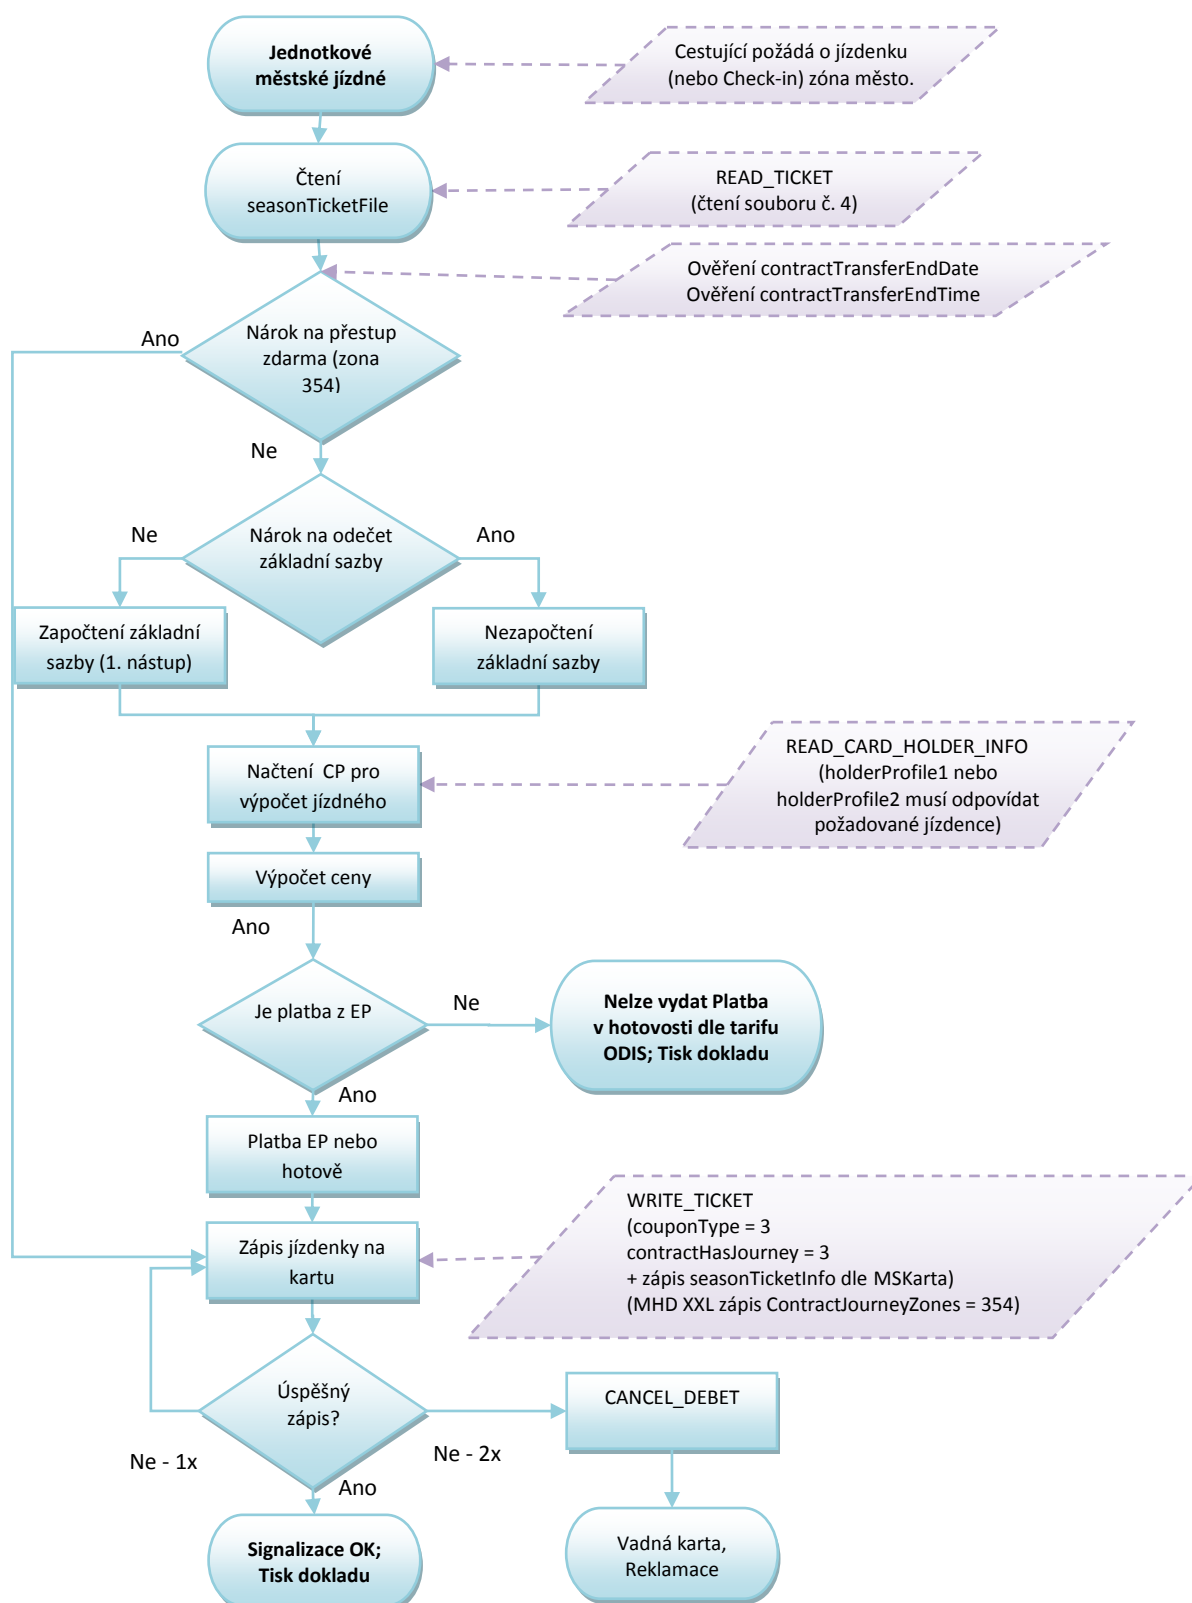 Jednotkové
městské jízdné
Cestující požádá o jízdenku
(nebo Check-in) zóna město.
Čtení
seasonTicketFile
READ_TICKET
(čtení souboru č. 4)
Ověření contractTransferEndDate
Ověření contractTransferEndTime
Ano
Nárok na přestup
zdarma (zona
354)
Ne
Ne
Nárok na odečet
základní sazby
Ano
Započtení základní
sazby (1. nástup)
Nezapočtení
základní sazby
Načtení  CP pro
výpočet jízdného
READ_CARD_HOLDER_INFO
(holderProfile1 nebo
holderProfile2 musí odpovídat
požadované jízdence)
Výpočet ceny
Ano
Je platba z EP
Ne
Nelze vydat Platba
v hotovosti dle tarifu
ODIS; Tisk dokladu
Ano
Platba EP nebo
hotově
WRITE_TICKET
(couponType = 3
contractHasJourney = 3
+ zápis seasonTicketInfo dle MSKarta)
(MHD XXL zápis ContractJourneyZones = 354)
Zápis jízdenky na
kartu
Úspěšný
zápis?
CANCEL_DEBET
Ne - 1x
Ne - 2x
Ano
Signalizace OK;
Tisk dokladu
Vadná karta,
Reklamace